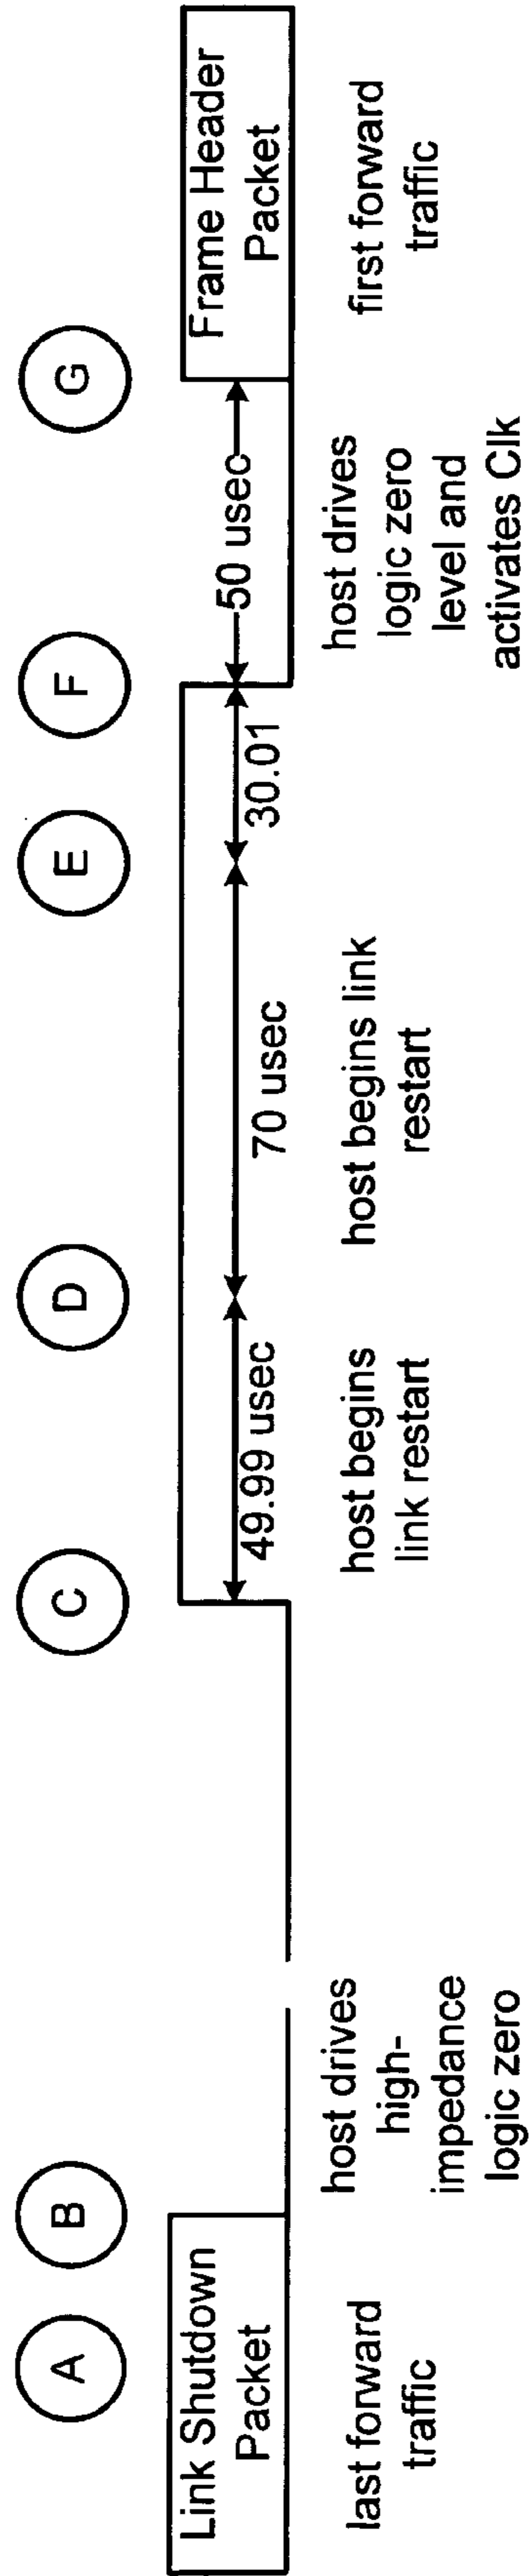 A
B
C
D
E
F
G
Link Shutdown
Packet
49.99 usec
70 usec
30.01
50 usec
Frame Header
Packet
last forward
traffic
host drives
high-
impedance
logic zero
host begins
link restart
host begins link
restart
host drives
logic zero
level and
activates Clk
first forward
traffic